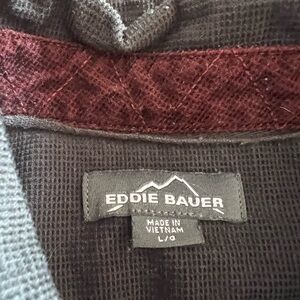 EDDIE BAUER
MADE IN
VIETNAM
L/G